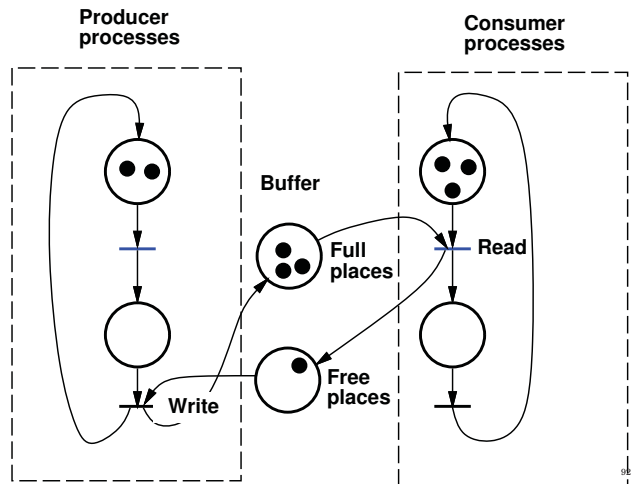 Producer
processes
Consumer
processes
Buffer
Full
places
Read
Free
places
Write
92